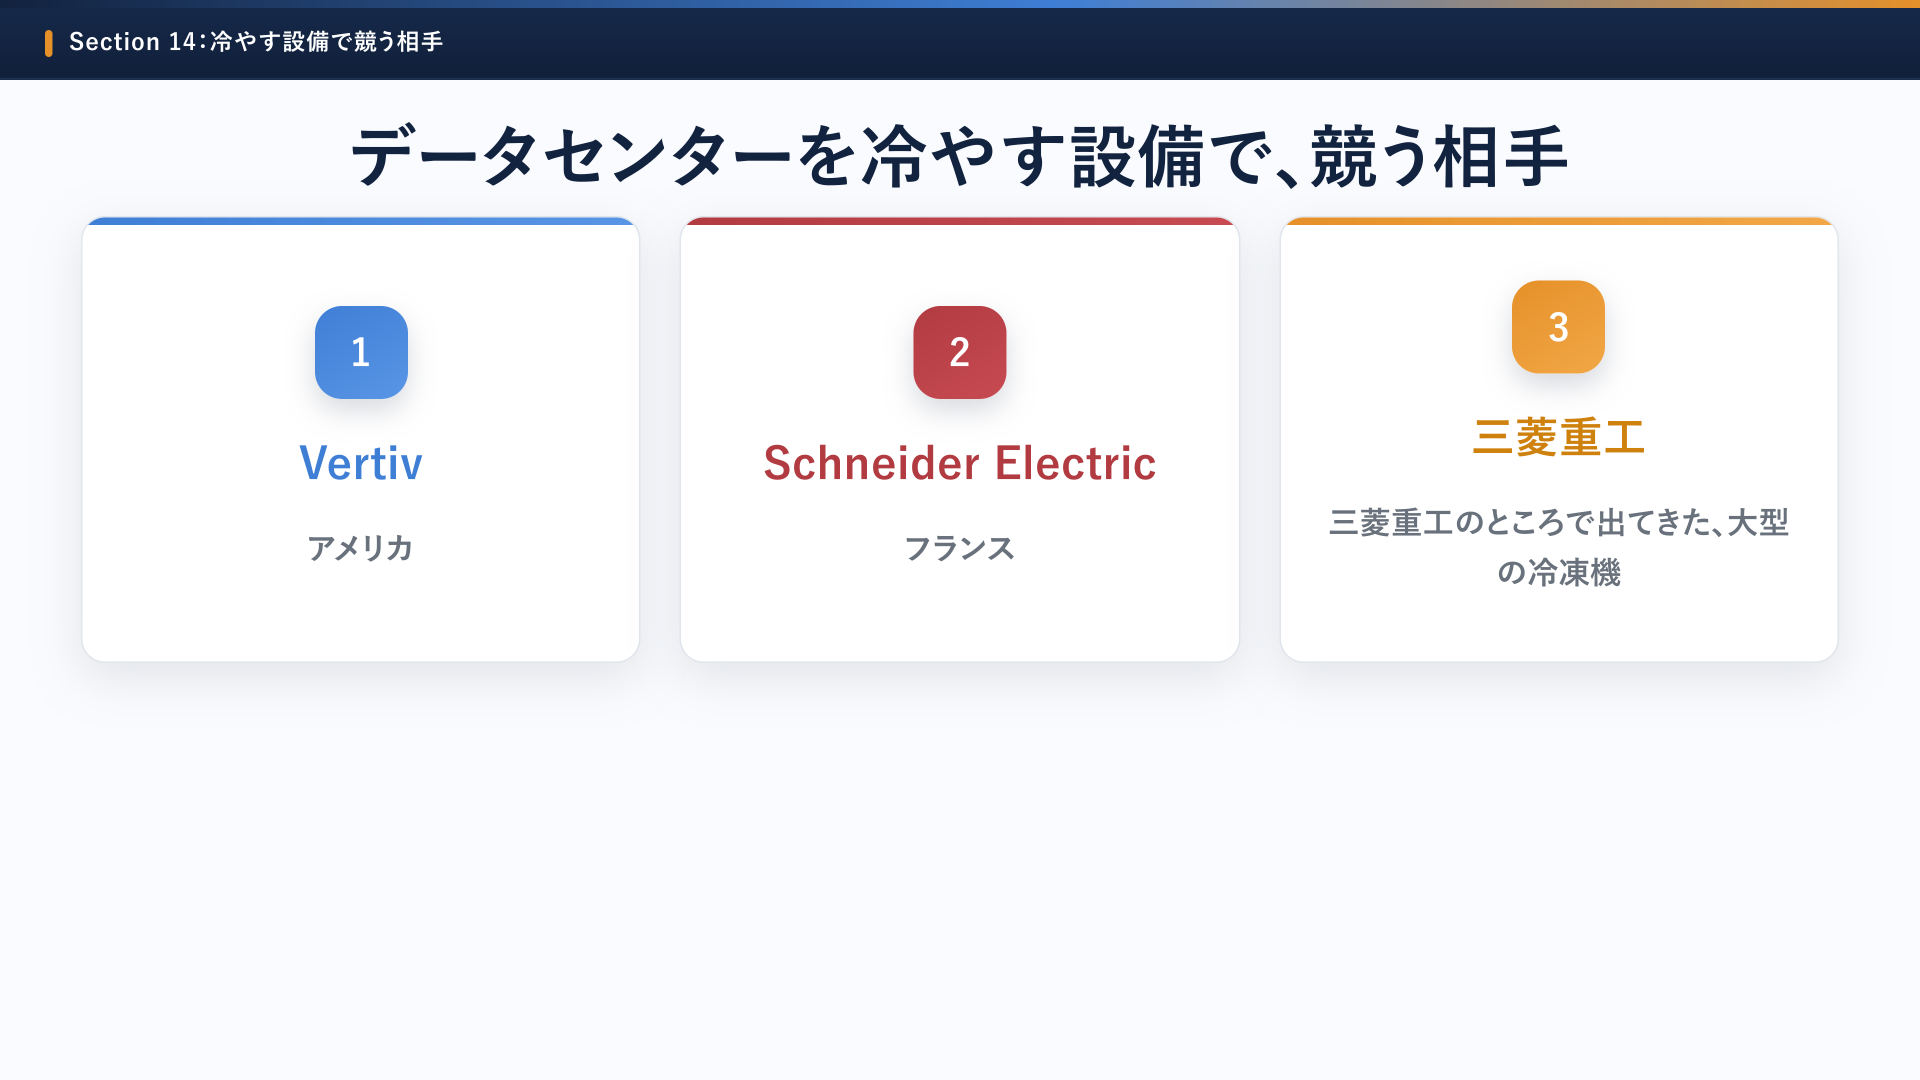 Section 14：冷やす設備で競う相手
データセンターを冷やす設備で、競う相手
1
Vertiv
アメリカ
2
Schneider Electric
フランス
3
三菱重工
三菱重工のところで出てきた、大型
の冷凍機